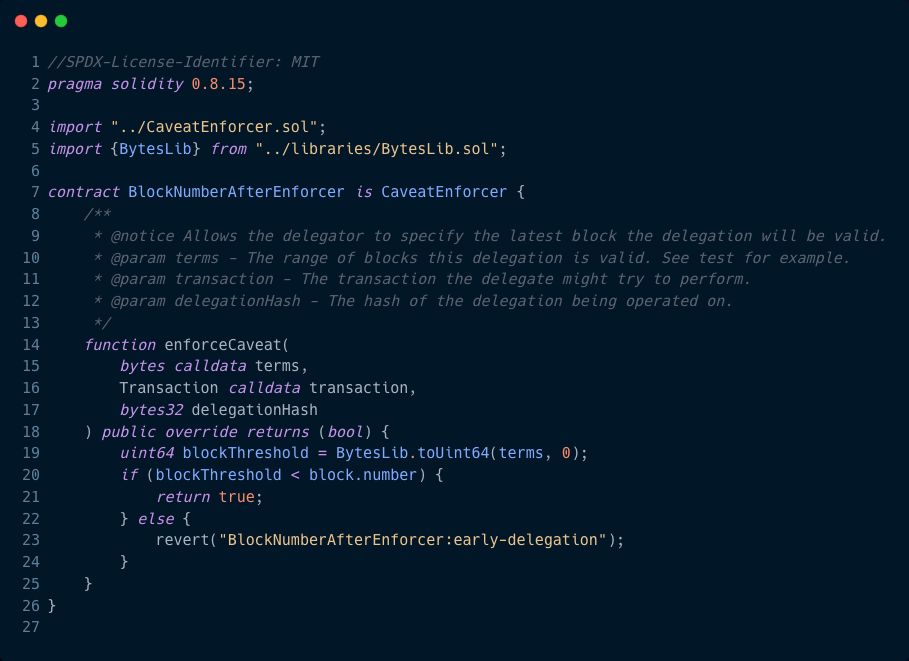 1 //SPDX-License-Identifier: MIT
2 pragma solidity 0.8.15;
3
4 import "../CaveatEnforcer.sol";
5 import {BytesLib} from "../libraries/BytesLib.sol";
6
7 contract BlockNumberAfterEnforcer is CaveatEnforcer {
8     /**
9      * @notice Allows the delegator to specify the latest block the delegation will be valid.
10      * @param terms - The range of blocks this delegation is valid. See test for example.
11      * @param transaction - The transaction the delegate might try to perform.
12      * @param delegationHash - The hash of the delegation being operated on.
13      */
14     function enforceCaveat(
15         bytes calldata terms,
16         Transaction calldata transaction,
17         bytes32 delegationHash
18     ) public override returns (bool) {
19         uint64 blockThreshold = BytesLib.toUint64(terms, 0);
20         if (blockThreshold < block.number) {
21             return true;
22         } else {
23             revert("BlockNumberAfterEnforcer:early-delegation");
24         }
25     }
26 }
27